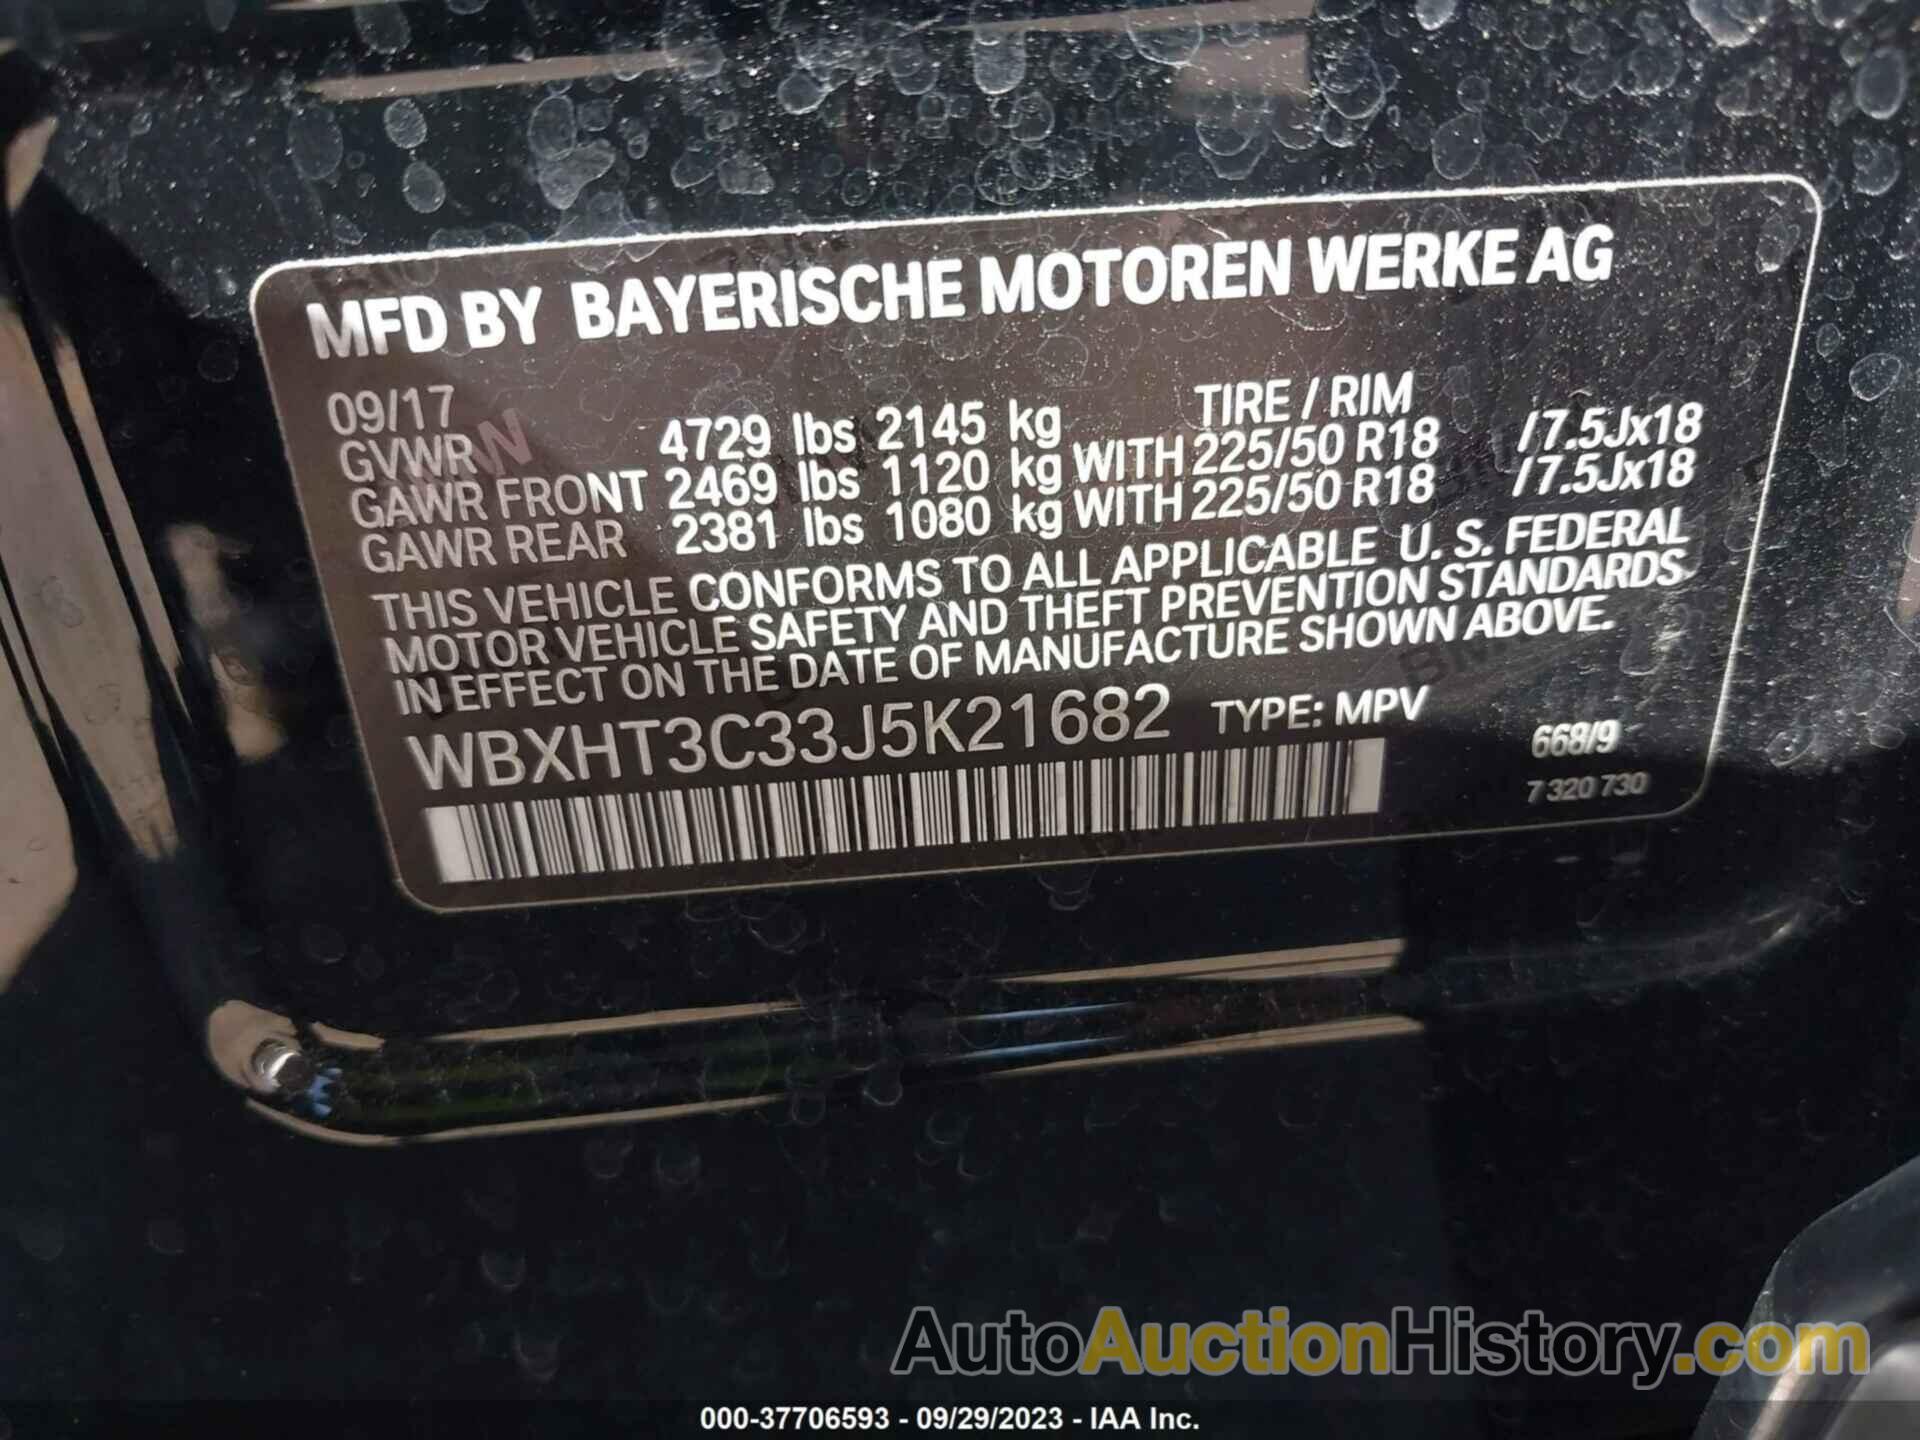 MFD BY BAYERISCHE MOTOREN WERKE AG
09/17 TIRE / RIM
GVWR 4729 lbs 2145 kg
GAWR FRONT 2469 lbs 1120 kg WITH 225/50 R18 /7.5Jx18
GAWR REAR 2381 lbs 1080 kg WITH 225/50 R18 /7.5Jx18
THIS VEHICLE CONFORMS TO ALL APPLICABLE U. S. FEDERAL
MOTOR VEHICLE SAFETY AND THEFT PREVENTION STANDARDS
IN EFFECT ON THE DATE OF MANUFACTURE SHOWN ABOVE.
WBXHT3C33J5K21682 TYPE: MPV
668/9
7 320 730
AutoAuctionHistory.com
000-37706593 - 09/29/2023 - IAA Inc.